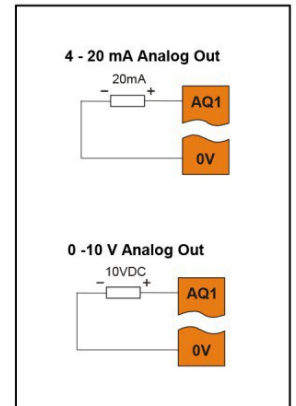 4 - 20 mA Analog Out
20mA
− +
AQ1
0V
0 -10 V Analog Out
10VDC
− +
AQ1
0V